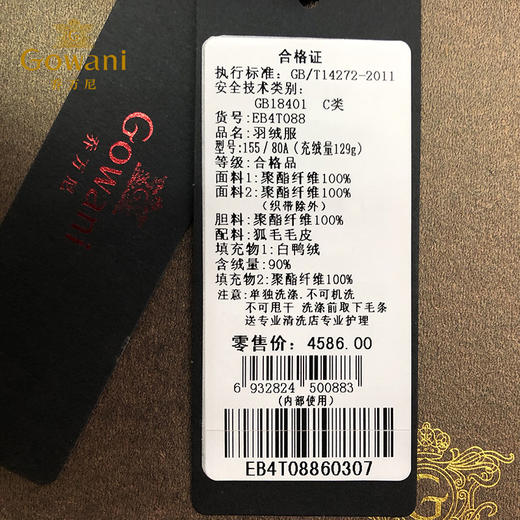 Gowani
乔万尼
GOWANI
乔万尼
合格证
执行标准：GB/T14272-2011
安全技术类别：
GB18401 C类
货号：EB4T088
品名：羽绒服
型号：155/80A（充绒量129g）
等级：合格品
面料1：聚酯纤维100%
面料2：聚酯纤维100%
（织带除外）
胆料：聚酯纤维100%
配料：狐毛毛皮
填充物1：白鸭绒
含绒量：90%
填充物2：聚酯纤维100%
注意：单独洗涤.不可机洗
不可甩干 洗涤前取下毛条
送专业清洗店专业护理
零售价：4586.00
6 932824 500883
（内部使用）
EB4T08860307
G